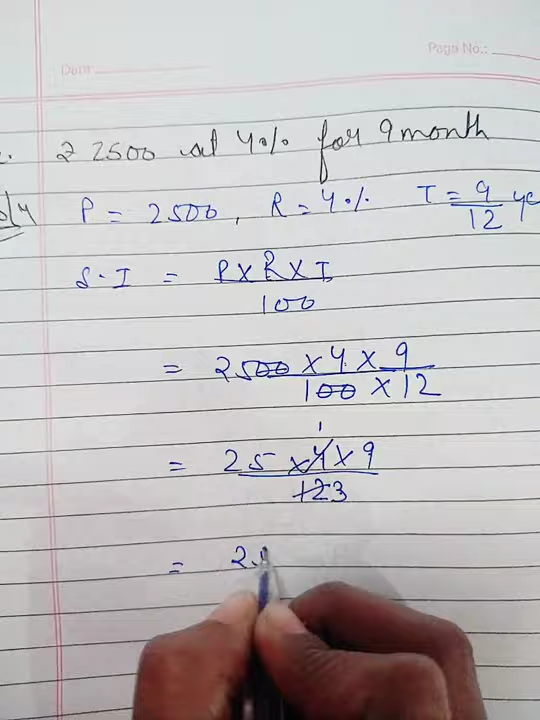 Page No.:
Date
₹ 2500 at 4% for 9 month
P = 2500, R = 4% T = 9/12
S.I = P×R×T/100
= 2500 × 4 × 9/100 × 12
1
= 25 × 4 × 9/12 3
= 2